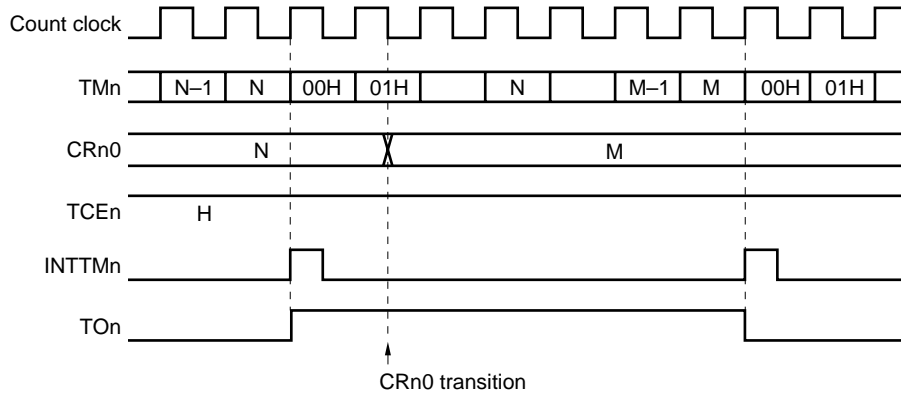 Count clock
TMn N–1 N 00H 01H N M–1 M 00H 01H
CRn0 N M
TCEn H
INTTMn
TOn
CRn0 transition